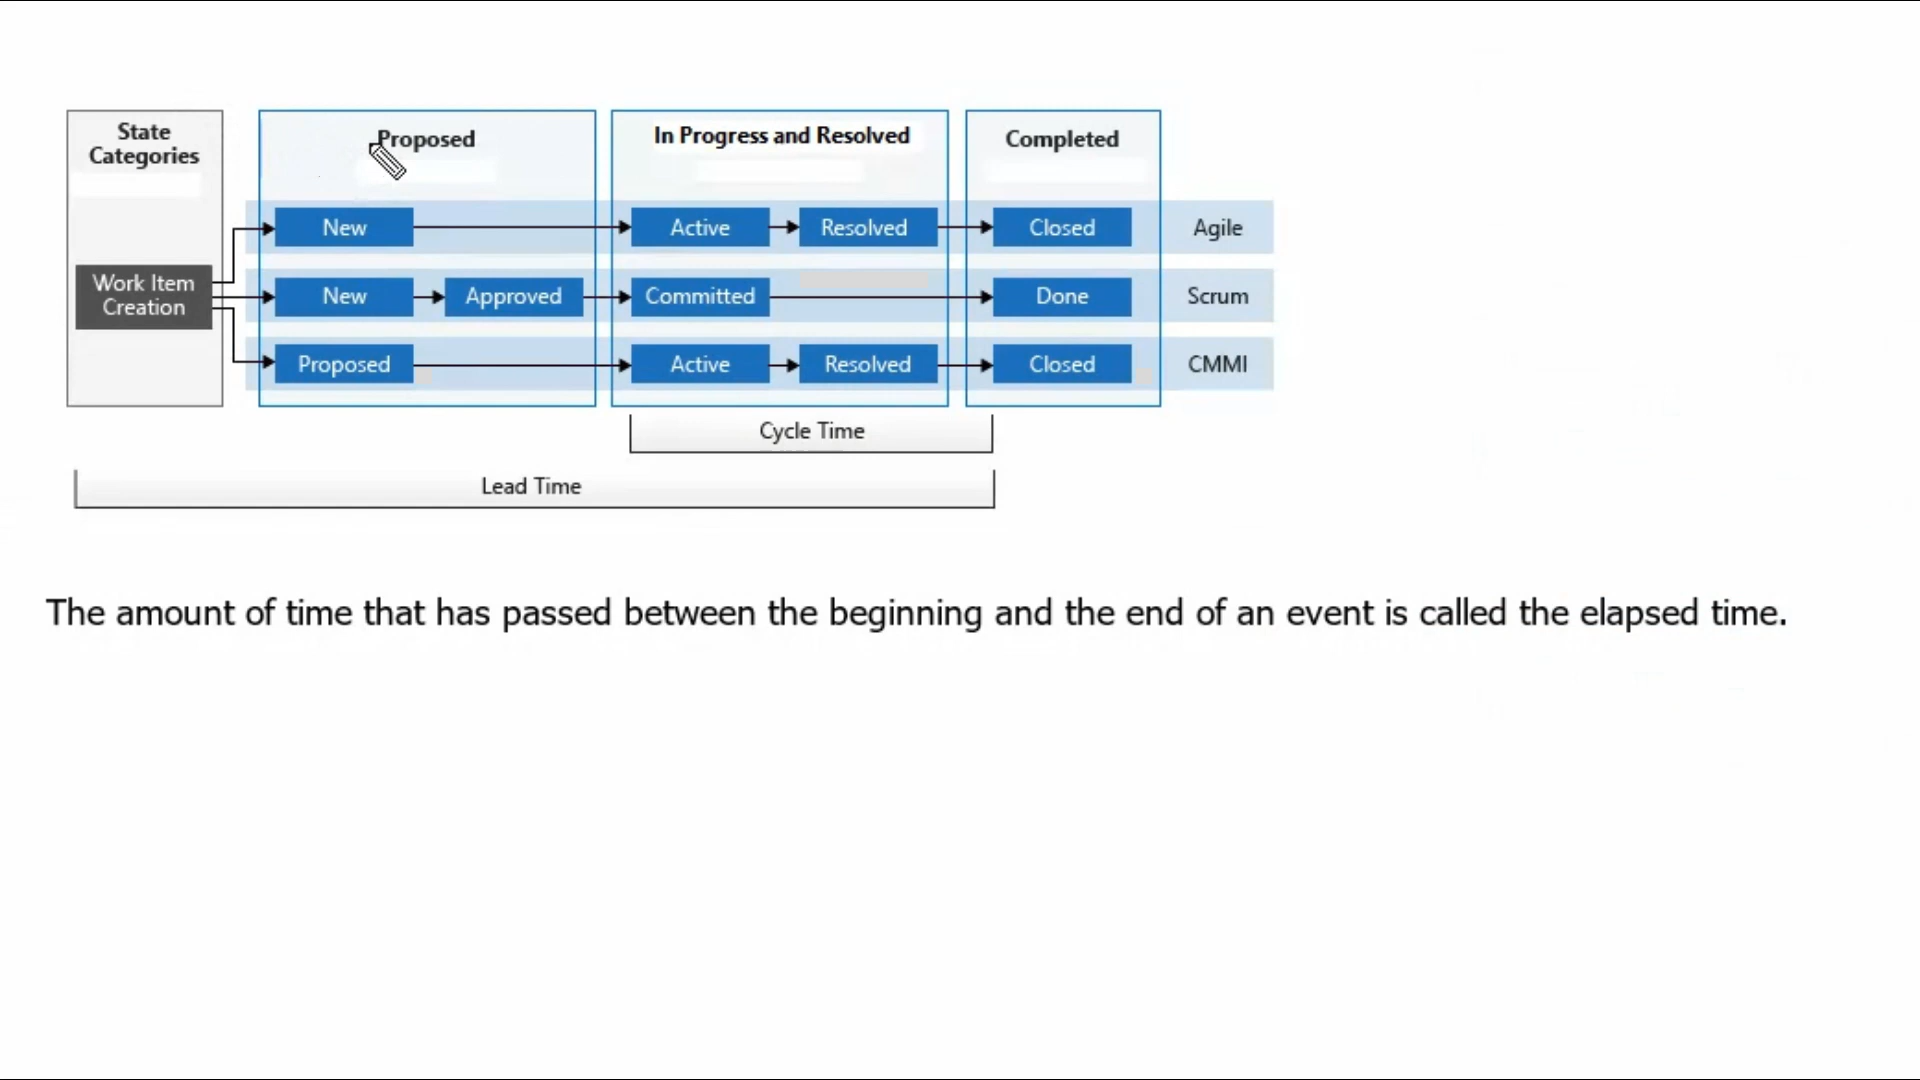 State
Categories
Proposed
In Progress and Resolved
Completed
New
Active
Resolved
Closed
Agile
Work Item
Creation
New
Approved
Committed
Done
Scrum
Proposed
Active
Resolved
Closed
CMMI
Cycle Time
Lead Time
The amount of time that has passed between the beginning and the end of an event is called the elapsed time.